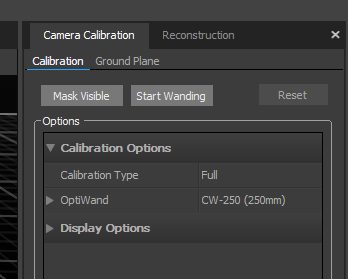 Camera Calibration Reconstruction ×
Calibration Ground Plane
Mask Visible Start Wanding Reset
Options
Calibration Options
Calibration Type Full
OptiWand CW-250 (250mm)
Display Options